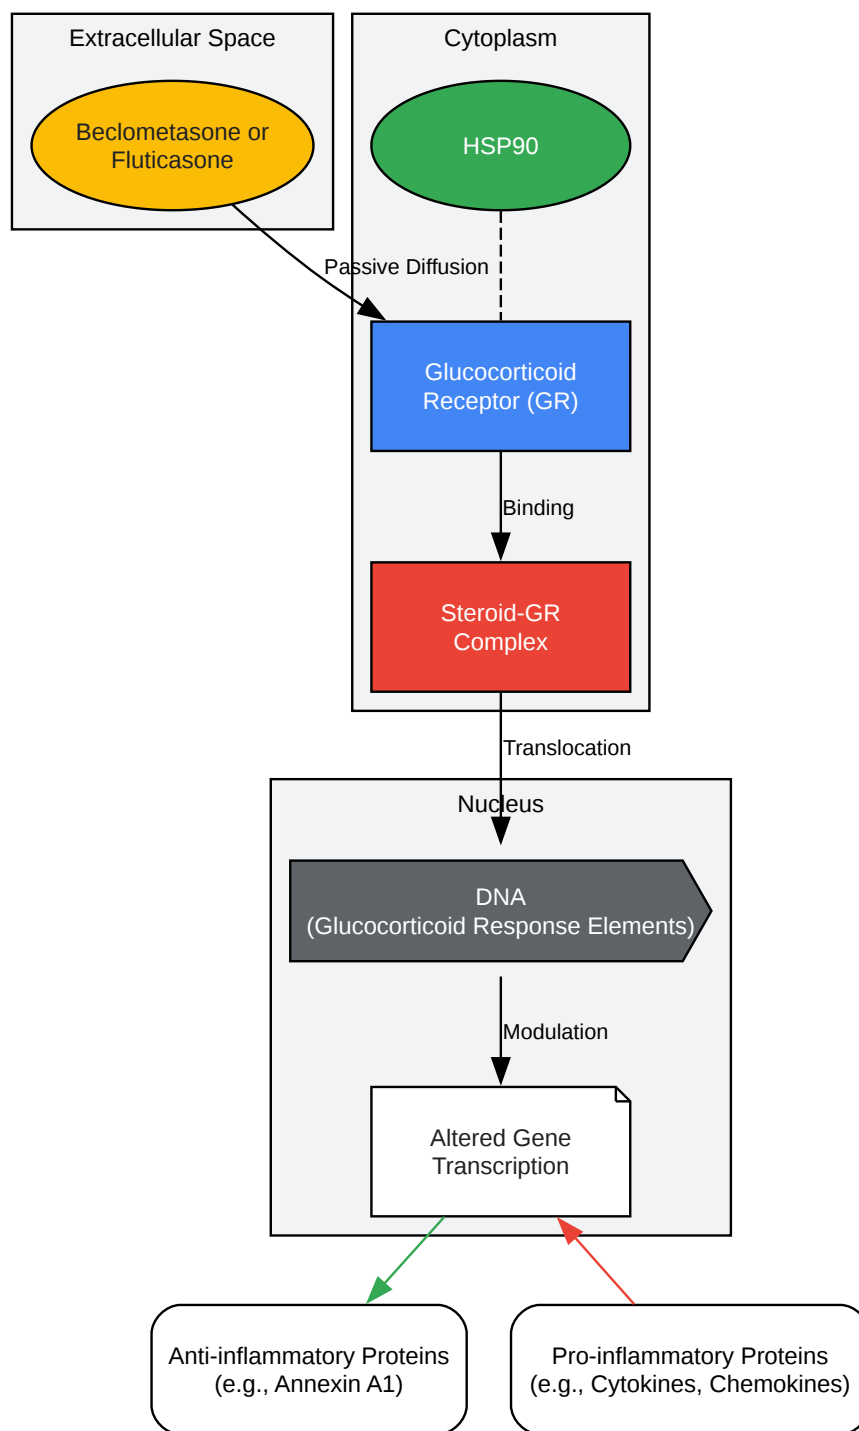 Extracellular Space
Cytoplasm
Beclometasone or
Fluticasone
HSP90
Passive Diffusion
Glucocorticoid
Receptor (GR)
Binding
Steroid-GR
Complex
Translocation
Nucleus
DNA
(Glucocorticoid Response Elements)
Modulation
Altered Gene
Transcription
Anti-inflammatory Proteins
(e.g., Annexin A1)
Pro-inflammatory Proteins
(e.g., Cytokines, Chemokines)